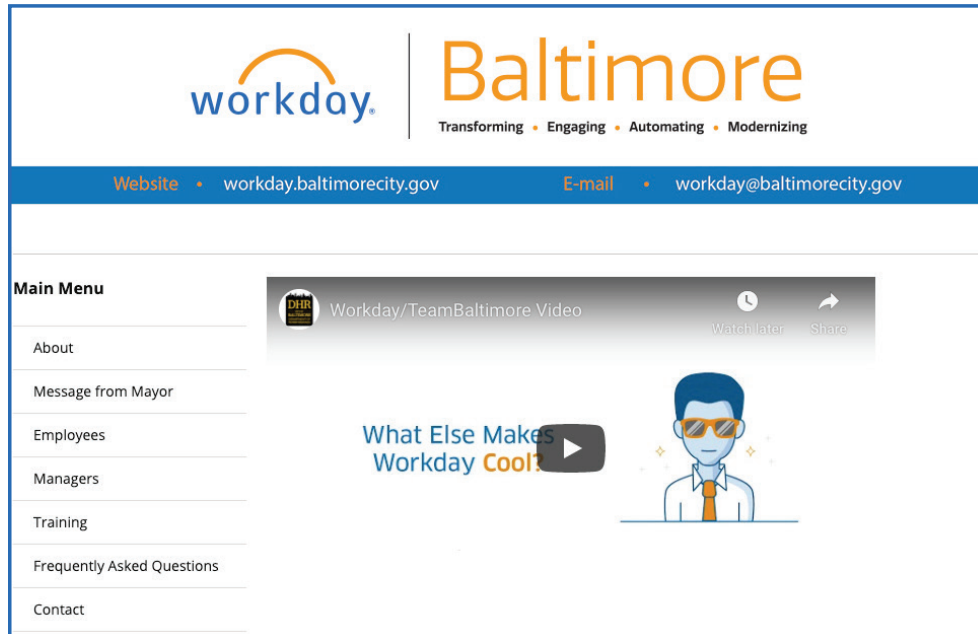 workday.
Baltimore
Transforming • Engaging • Automating • Modernizing
Website • workday.baltimorecity.gov E-mail • workday@baltimorecity.gov
Main Menu
About
Message from Mayor
Employees
Managers
Training
Frequently Asked Questions
Contact
DHR
Workday/TeamBaltimore Video
Watch later
Share
What Else Makes
Workday Cool?